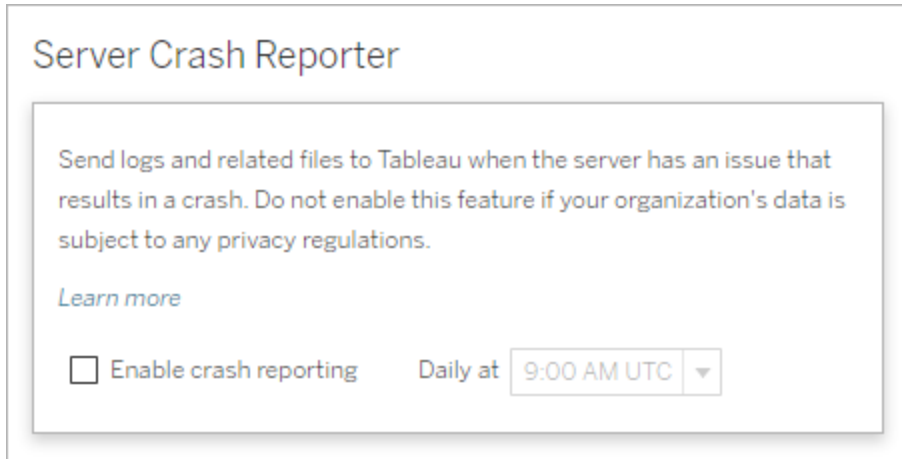 Server Crash Reporter
Send logs and related files to Tableau when the server has an issue that
results in a crash. Do not enable this feature if your organization's data is
subject to any privacy regulations.
Learn more
Enable crash reporting Daily at 9:00 AM UTC